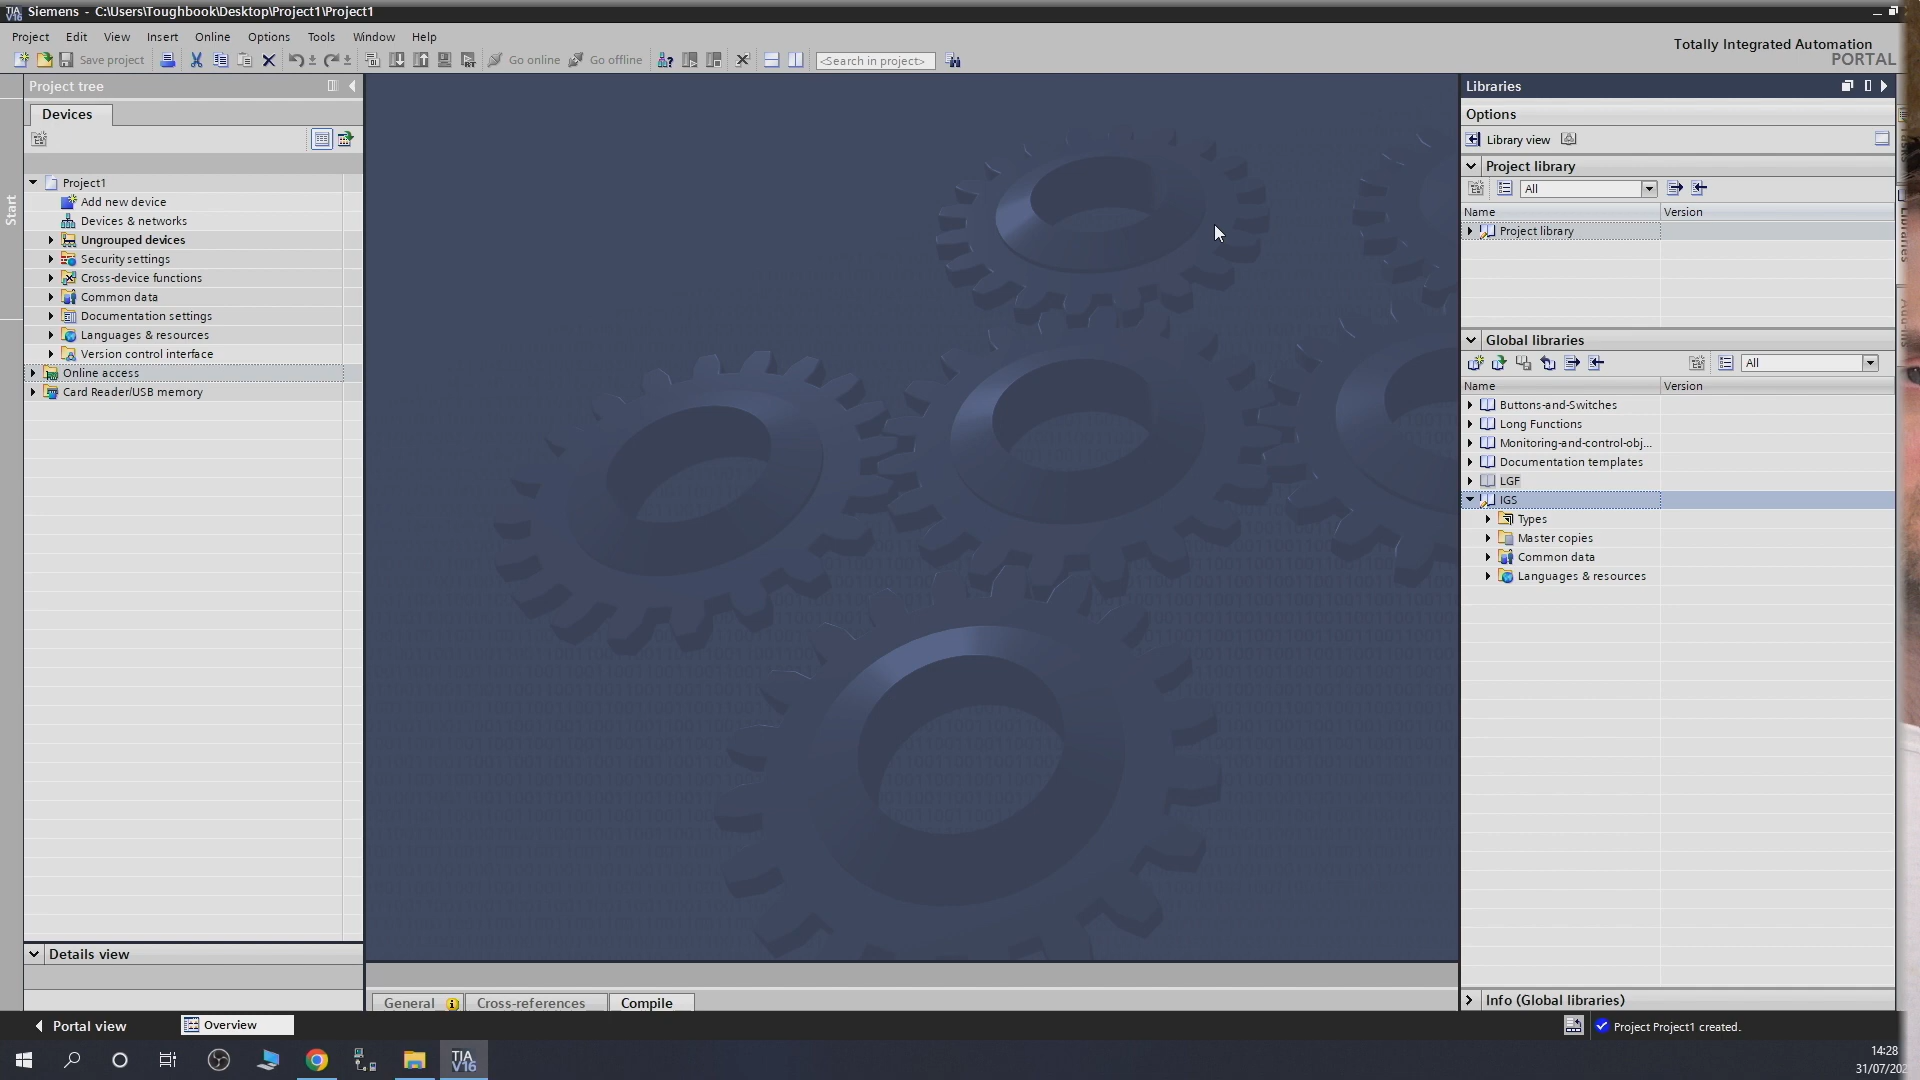 Siemens - C:\Users\Toughbook\Desktop\Project1\Project1
Project Edit View Insert Online Options Tools Window Help
Totally Integrated Automation
PORTAL
Save project Go online Go offline <Search in project>
Project tree
Devices
Start
Project1
Add new device
Devices & networks
Ungrouped devices
Security settings
Cross-device functions
Common data
Documentation settings
Languages & resources
Version control interface
Online access
Card Reader/USB memory
Details view
General Cross-references Compile
Libraries
Options
Library view
Project library
All
Name Version
Project library
Global libraries
All
Name Version
Buttons-and-Switches
Long Functions
Monitoring-and-control-obj...
Documentation templates
LGF
IGS
Types
Master copies
Common data
Languages & resources
Info (Global libraries)
Portal view Overview
Project Project1 created.
TIA V16
14:28